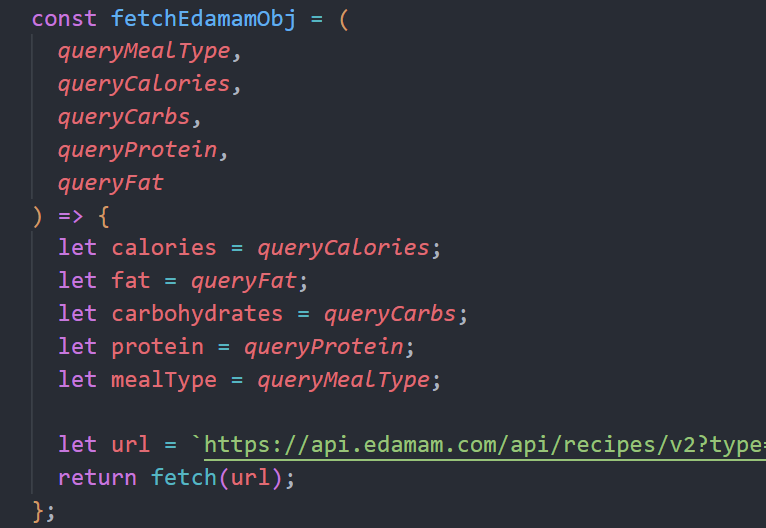 const fetchEdamamObj = (
  queryMealType,
  queryCalories,
  queryCarbs,
  queryProtein,
  queryFat
) => {
  let calories = queryCalories;
  let fat = queryFat;
  let carbohydrates = queryCarbs;
  let protein = queryProtein;
  let mealType = queryMealType;

  let url = `https://api.edamam.com/api/recipes/v2?type=
  return fetch(url);
};